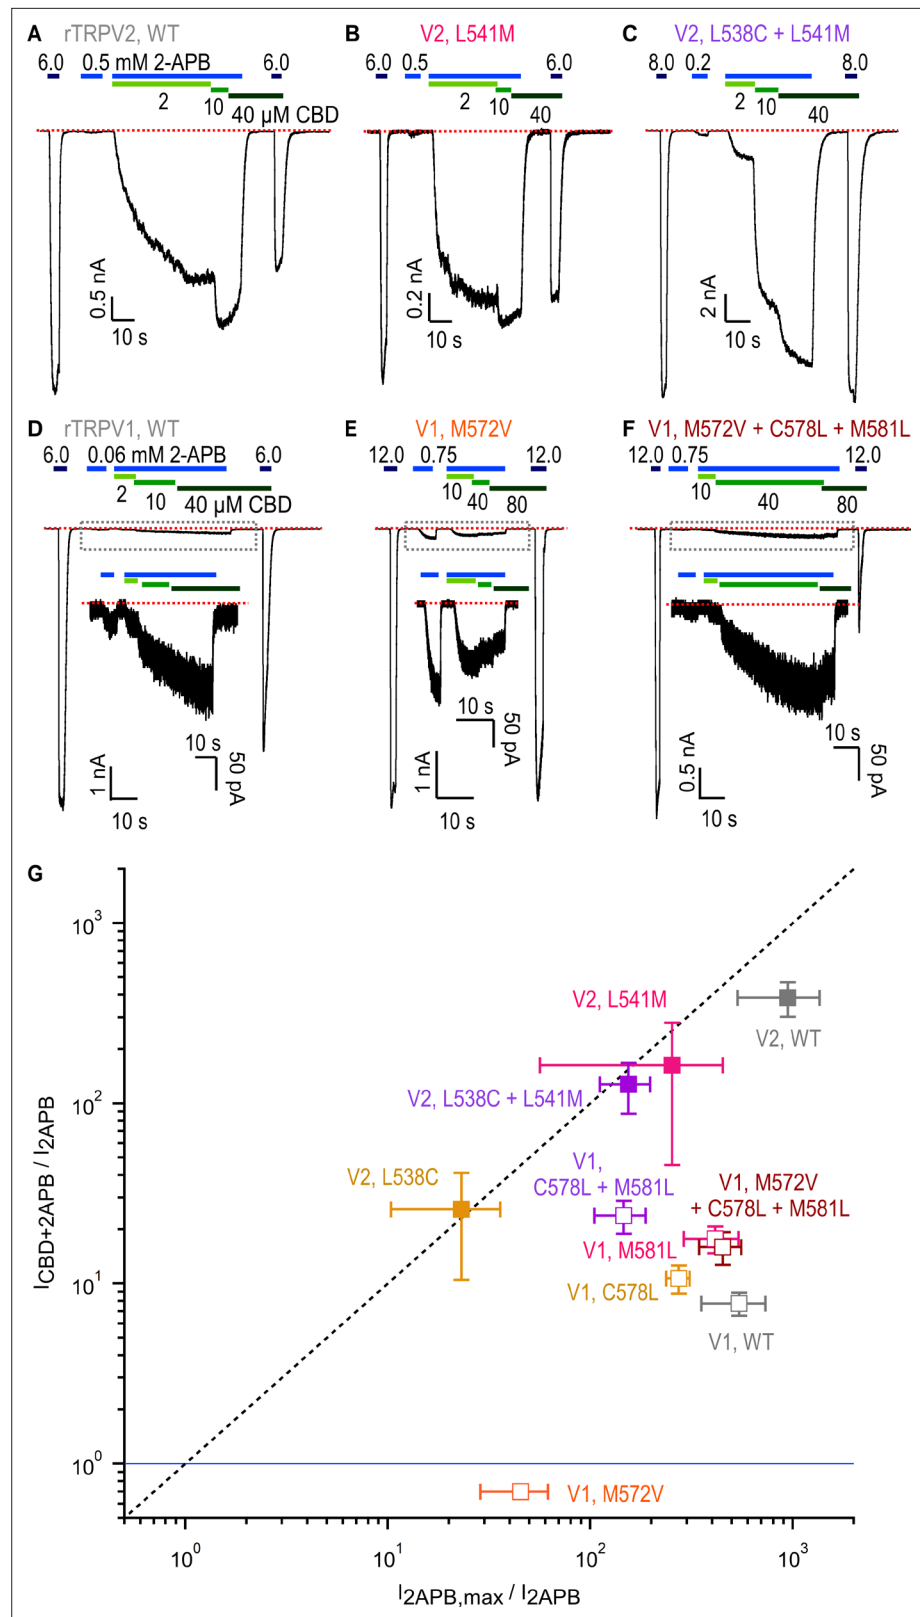 A rTRPV2, WT
6.0 0.5 mM 2-APB 6.0
2 10 40 µM CBD
0.5 nA
10 s
B V2, L541M
6.0 0.5 6.0
2 10 40
0.2 nA
10 s
C V2, L538C + L541M
8.0 0.2 8.0
2 10 40
2 nA
10 s
D rTRPV1, WT
6.0 0.06 mM 2-APB 6.0
2 10 40 µM CBD
10 s
50 pA
1 nA
10 s
E V1, M572V
12.0 0.75 12.0
10 40 80
10 s
50 pA
1 nA
10 s
F V1, M572V + C578L + M581L
12.0 0.75 12.0
10 40 80
10 s
50 pA
0.5 nA
10 s
G
I CBD+2APB / I 2APB
10³
10²
10¹
10⁰
V2, L541M
V2, WT
V2, L538C + L541M
V2, L538C
V1,
C578L + M581L
V1, M572V
+ C578L + M581L
V1, M581L
V1, C578L
V1, WT
V1, M572V
10⁰ 10¹ 10² 10³
I 2APB,max / I 2APB